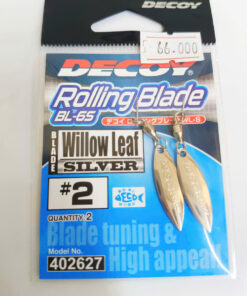 DECOY
66.000
DECOY
Rolling Blade
BL-6S
BLADE
Willow Leaf
SILVER
#2
QUANTITY: 2
Blade tuning &
High appeal
Model No.
402627